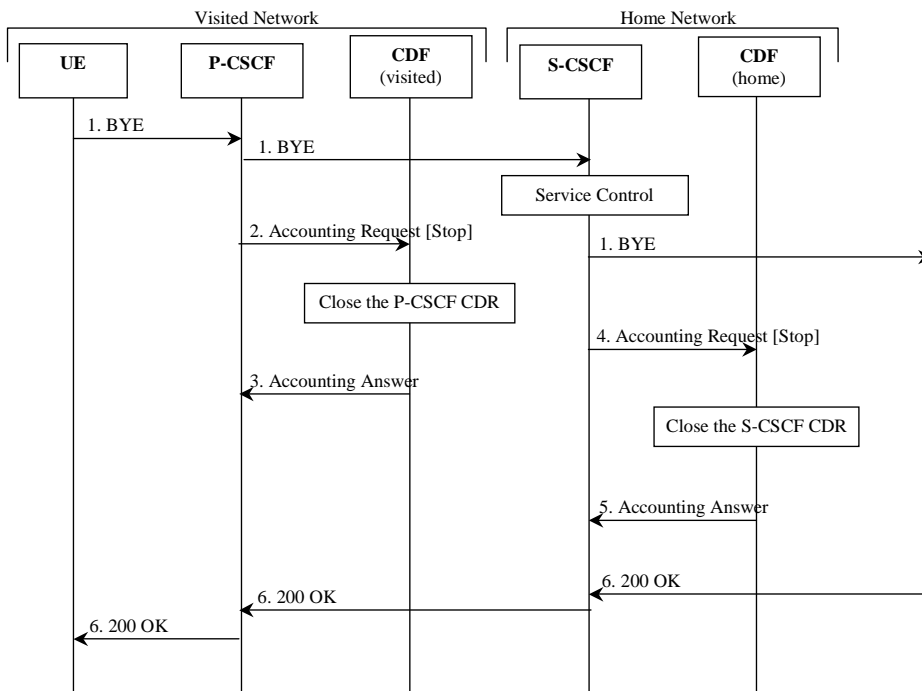 Visited Network
Home Network
UE
P-CSCF
CDF
(visited)
S-CSCF
CDF
(home)
1. BYE
1. BYE
Service Control
2. Accounting Request [Stop]
1. BYE
Close the P-CSCF CDR
4. Accounting Request [Stop]
3. Accounting Answer
Close the S-CSCF CDR
5. Accounting Answer
6. 200 OK
6. 200 OK
6. 200 OK